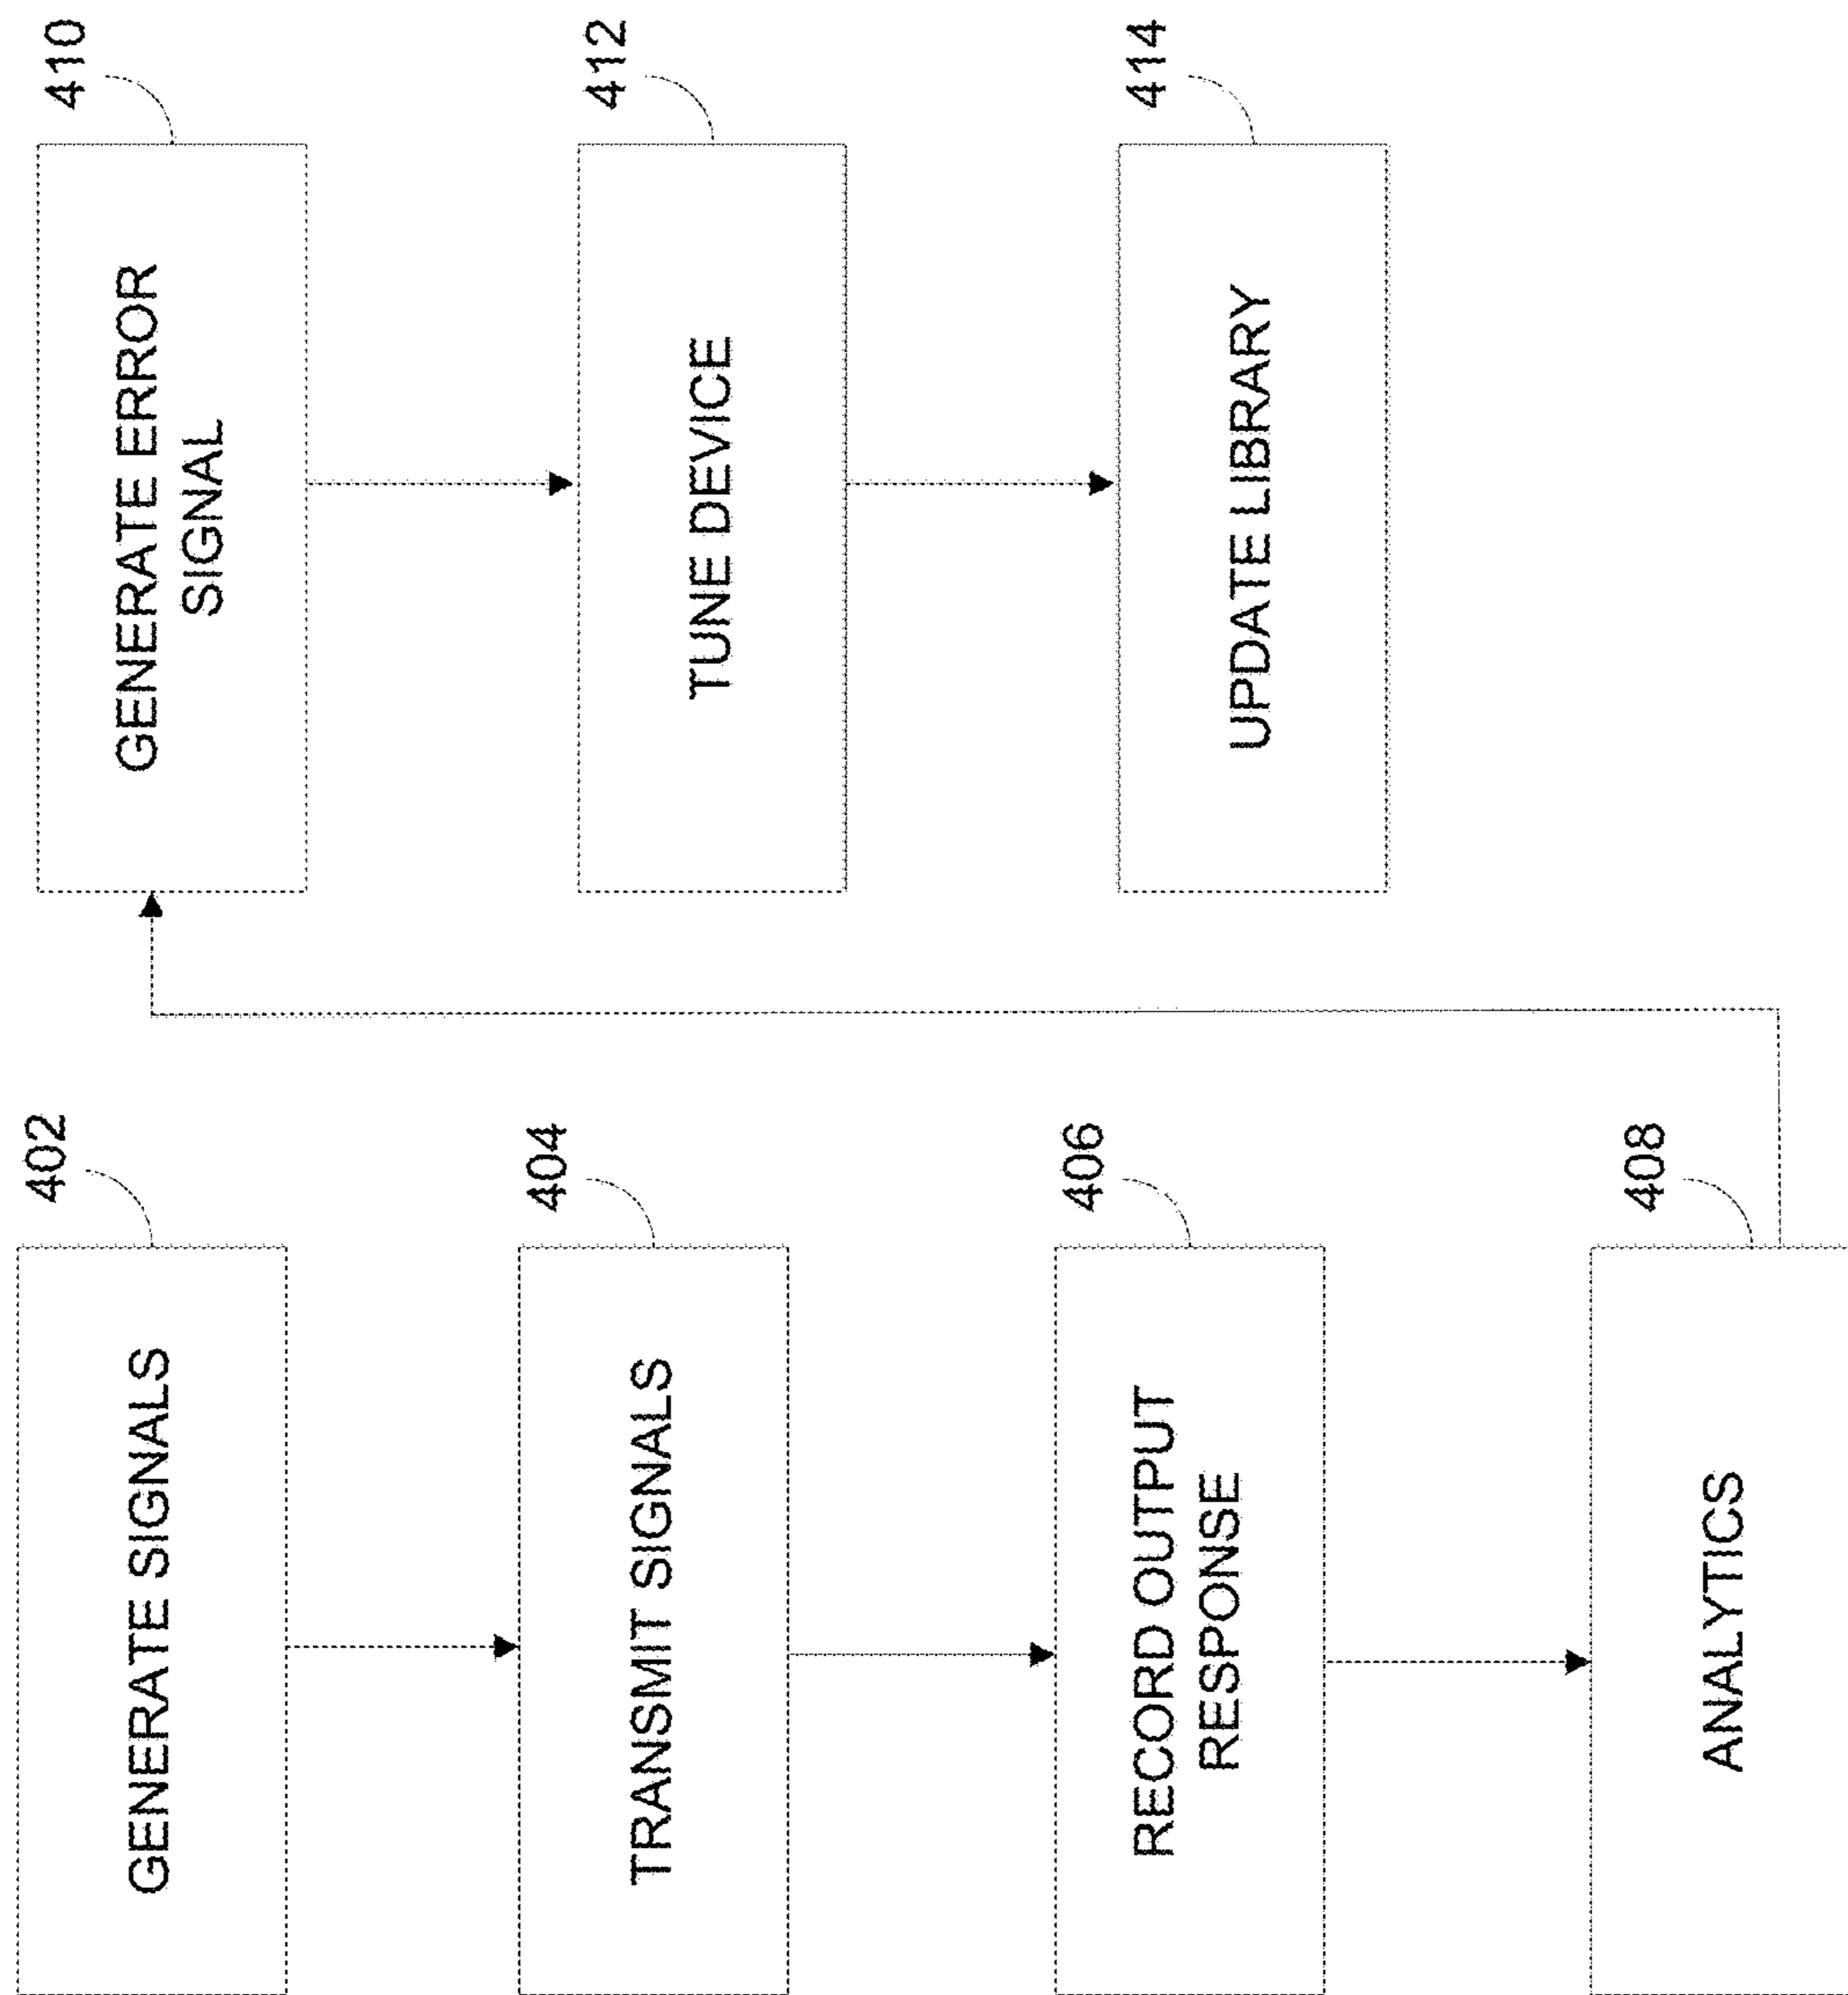 402
GENERATE SIGNALS
404
TRANSMIT SIGNALS
406
RECORD OUTPUT
RESPONSE
408
ANALYTICS
410
GENERATE ERROR
SIGNAL
412
TUNE DEVICE
414
UPDATE LIBRARY